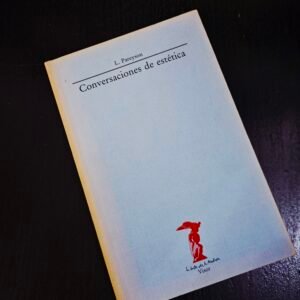 L. Pareyson
Conversaciones de estética
La balsa de la Medusa
Visor